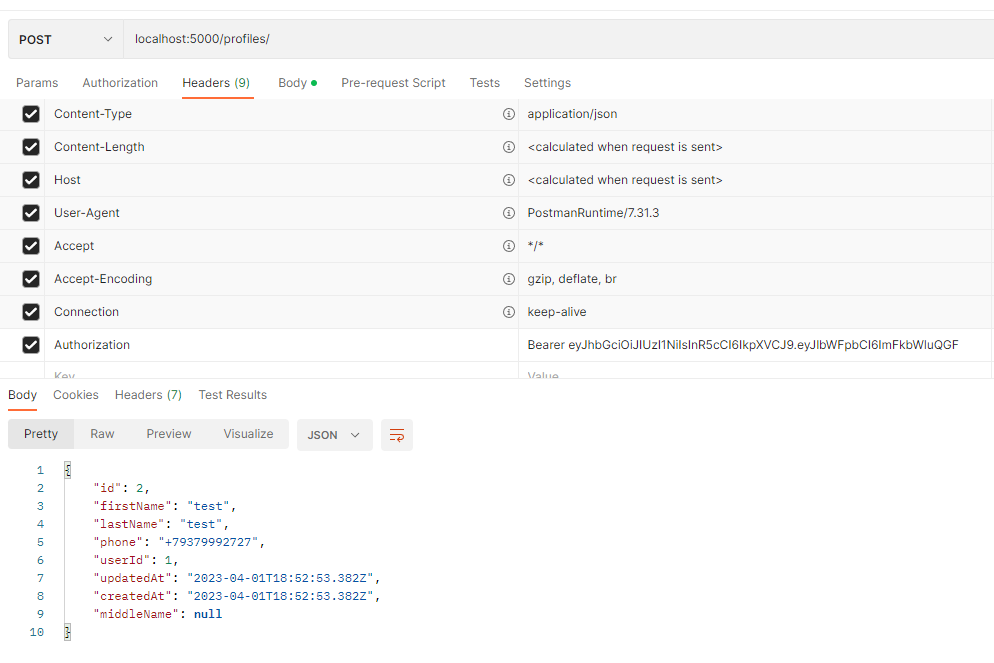 POST localhost:5000/profiles/
Params Authorization Headers (9) Body Pre-request Script Tests Settings
Content-Type application/json
Content-Length <calculated when request is sent>
Host <calculated when request is sent>
User-Agent PostmanRuntime/7.31.3
Accept */*
Accept-Encoding gzip, deflate, br
Connection keep-alive
Authorization Bearer eyJhbGciOiJIUzI1NiIsInR5cCI6IkpXVCJ9.eyJlbWFpbCI6ImFkbWluQGF
Key Value
Body Cookies Headers (7) Test Results
Pretty Raw Preview Visualize JSON
1 {
2 "id": 2,
3 "firstName": "test",
4 "lastName": "test",
5 "phone": "+79379992727",
6 "userId": 1,
7 "updatedAt": "2023-04-01T18:52:53.382Z",
8 "createdAt": "2023-04-01T18:52:53.382Z",
9 "middleName": null
10 }